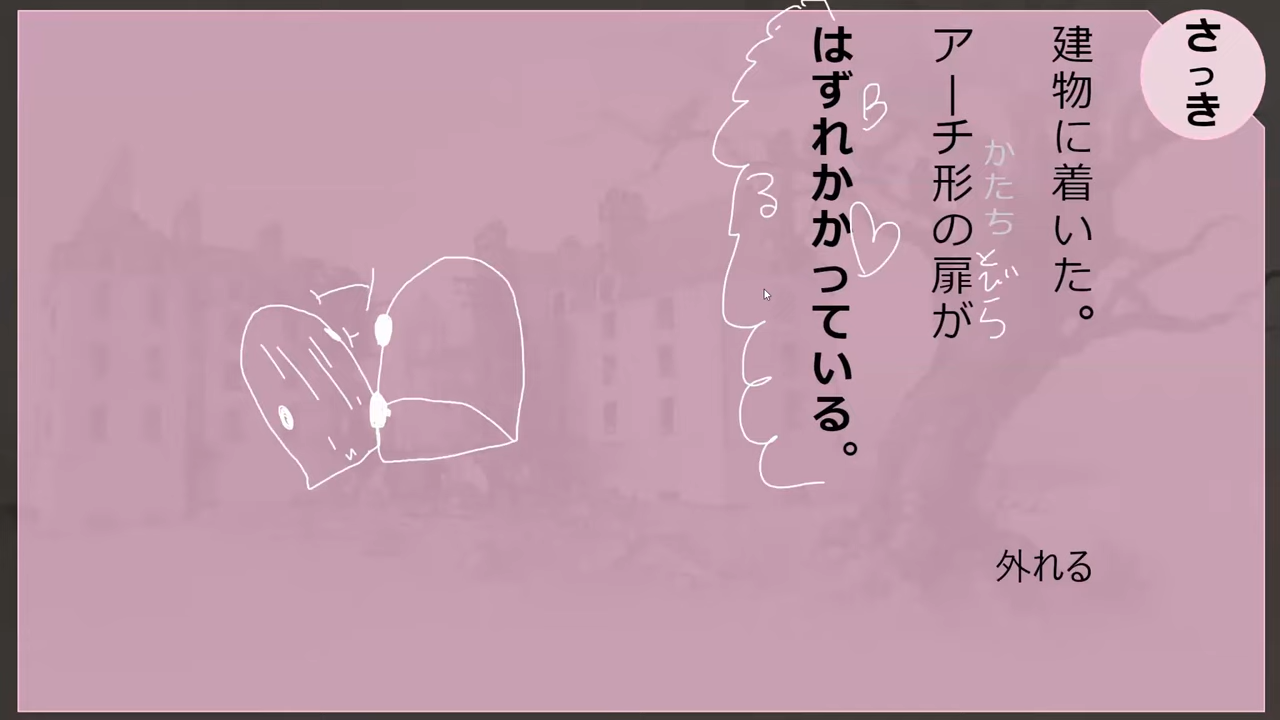 さっき
建物に着いた。
かたち とびら
アーチ形の扉が
B
はずれかかっている。
る
外れる